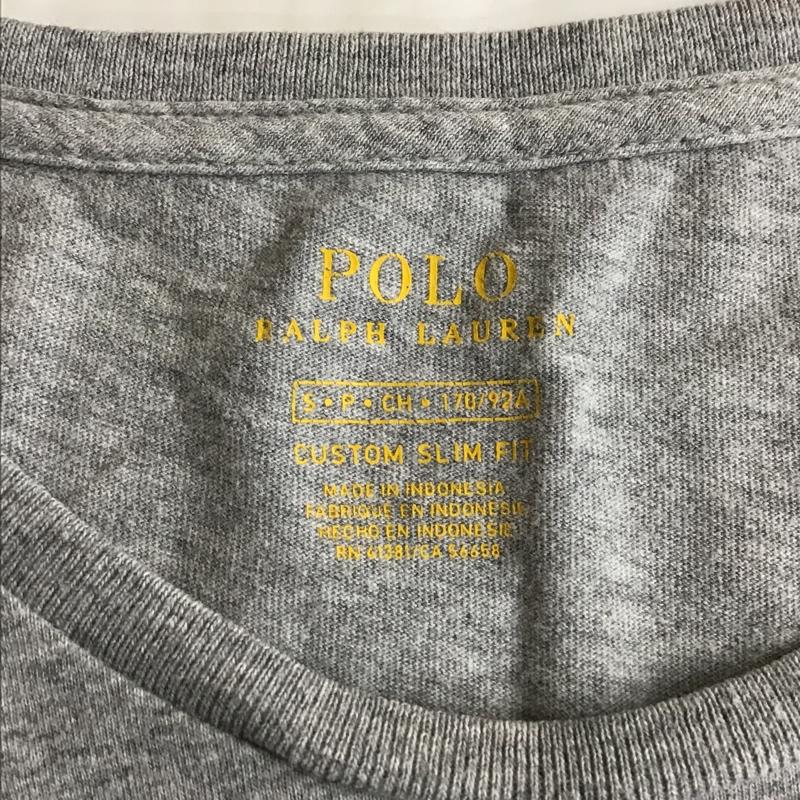 POLO
RALPH LAUREN
S • P • CH • 170/92A
CUSTOM SLIM FIT
MADE IN INDONESIA
FABRIQUE EN INDONESIE
HECHO EN INDONESIE
RN 41381/CA 56658